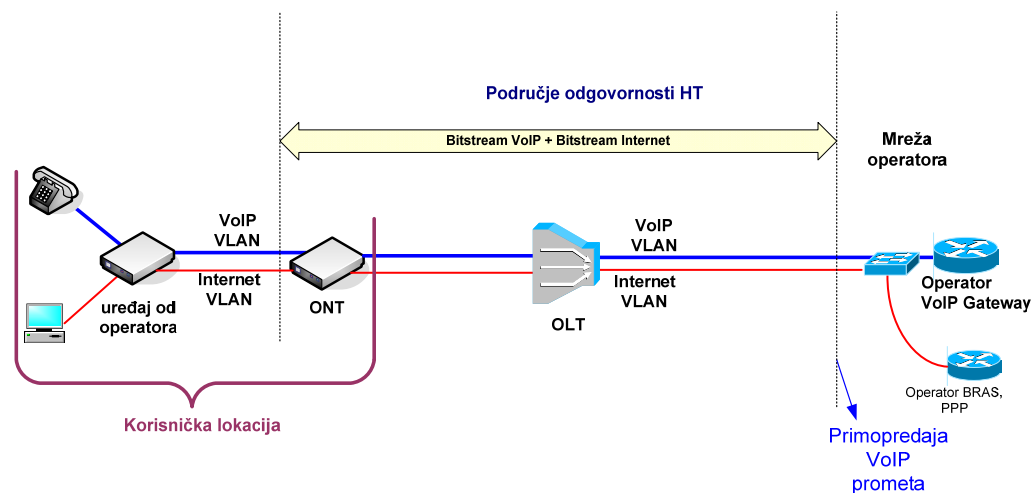 Područje odgovornosti HT
Bitstream VoIP + Bitstream Internet
Mreža
operatora
VoIP
VLAN
Internet
VLAN
uređaj od
operatora
ONT
OLT
VoIP
VLAN
Internet
VLAN
Operator
VoIP Gateway
Operator BRAS,
PPP
Korisnička lokacija
Primopredaja
VoIP
prometa